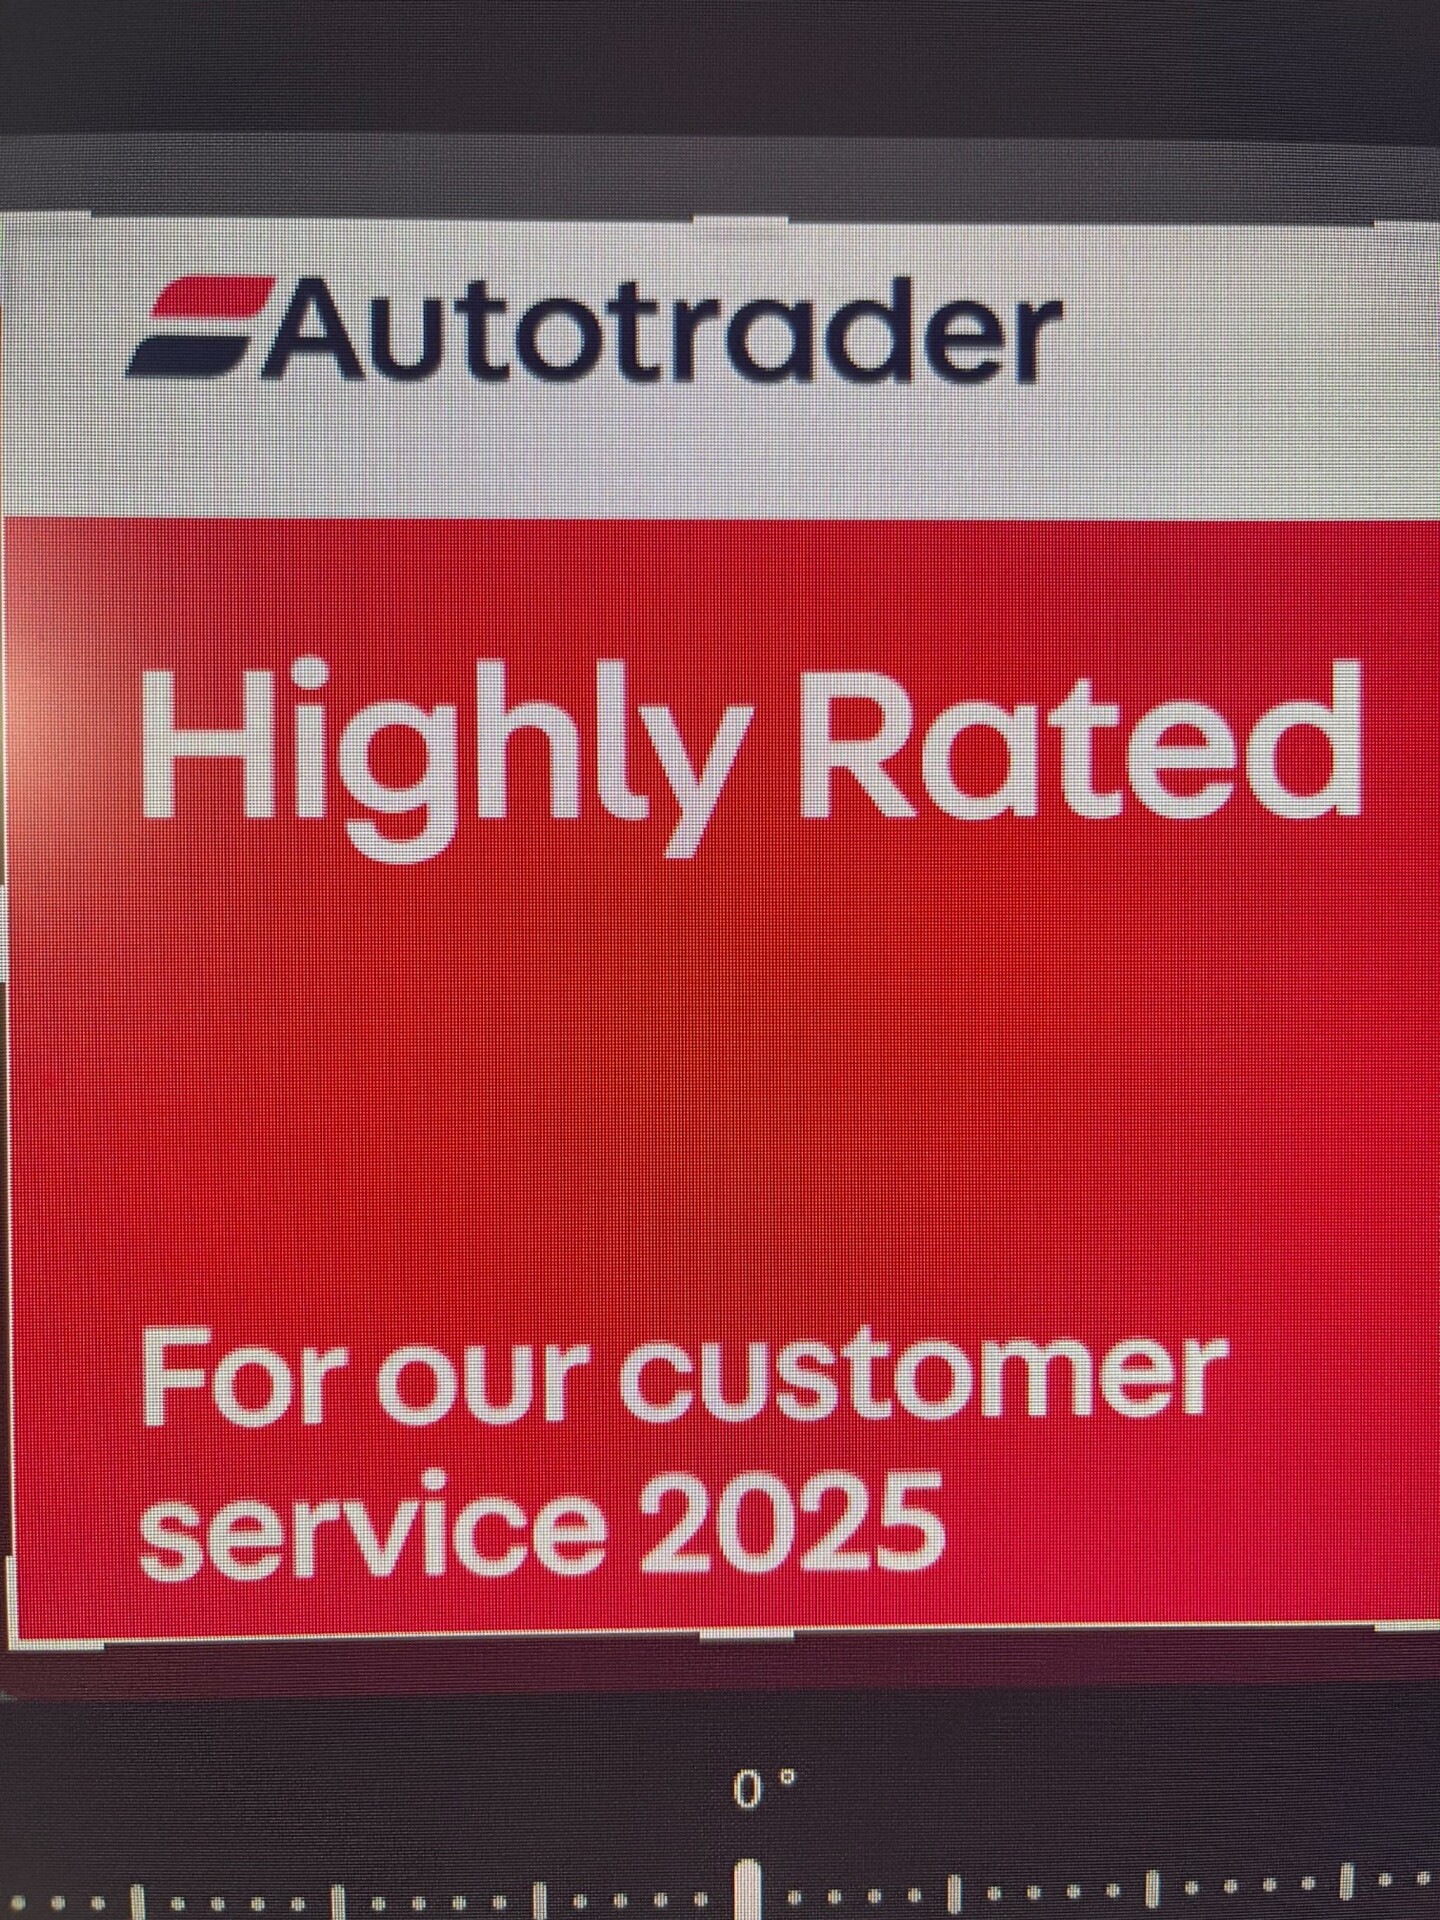 Autotrader
Highly Rated
For our customer
service 2025
0°